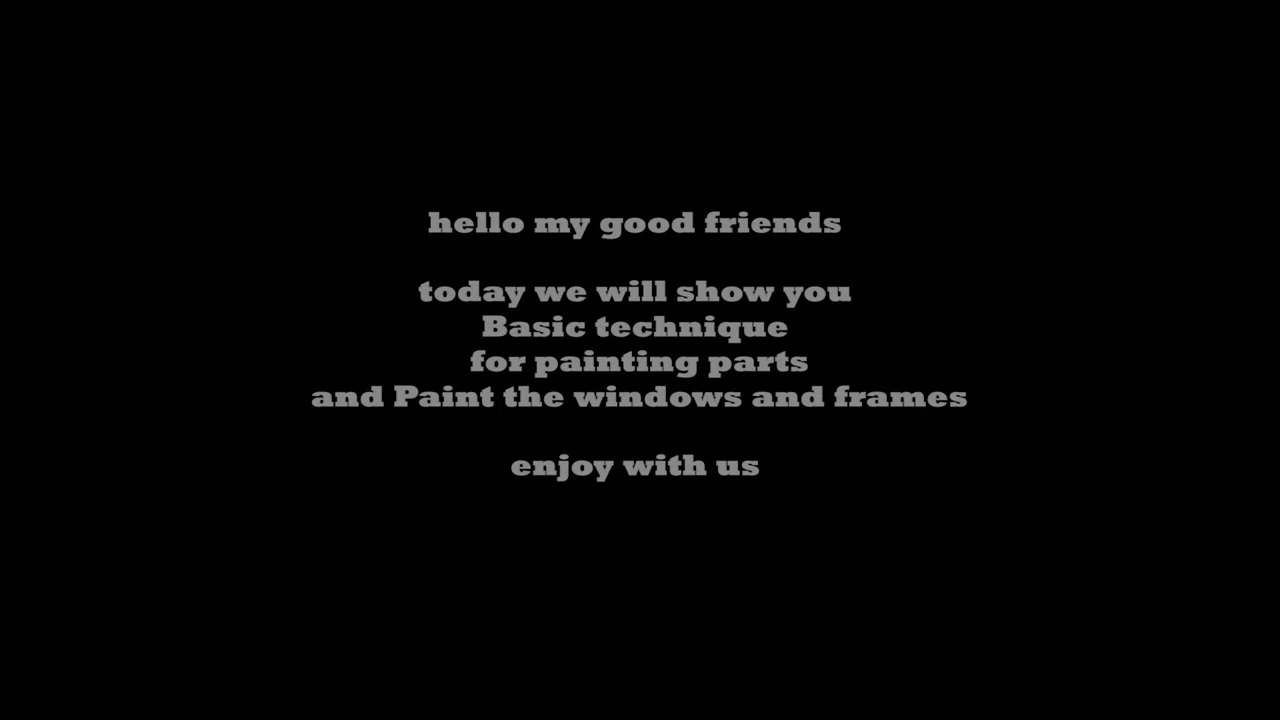 hello my good friends
today we will show you
Basic technique
for painting parts
and Paint the windows and frames
enjoy with us